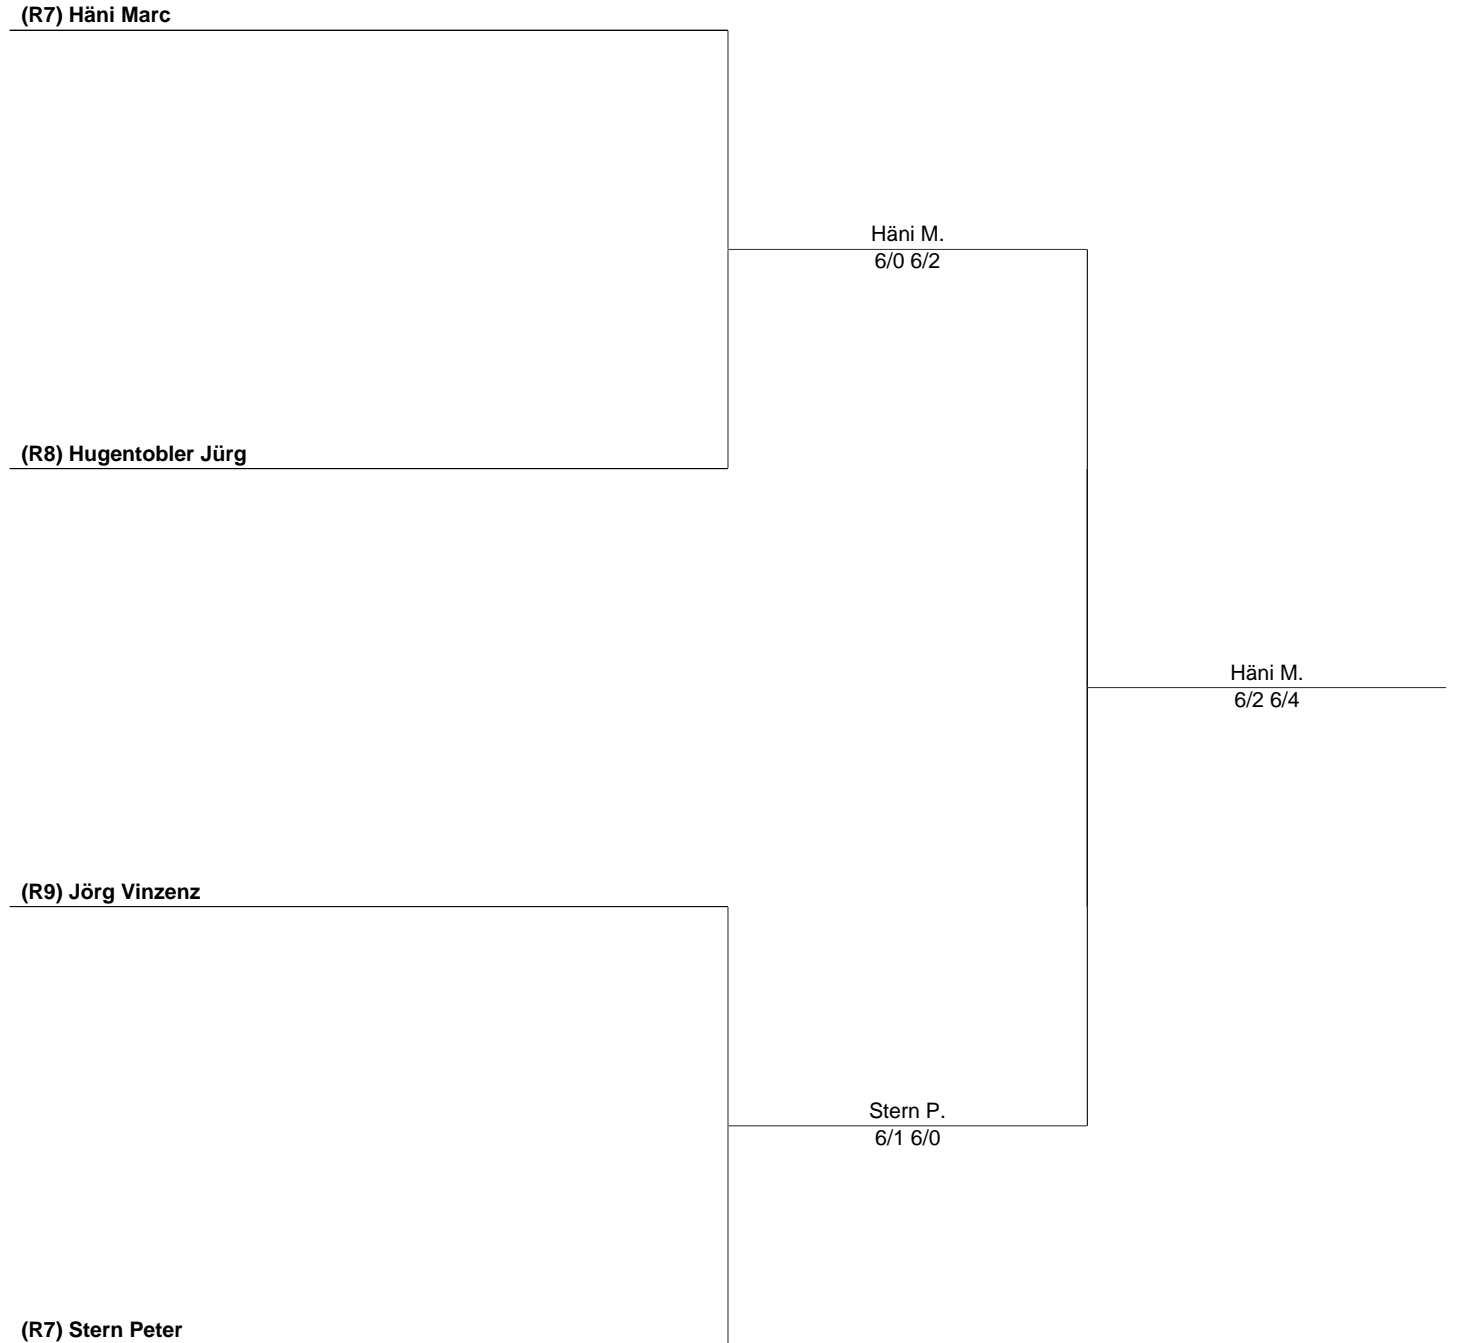 (R7) Häni Marc
Häni M.
6/0 6/2
(R8) Hugentobler Jürg
Häni M.
6/2 6/4
(R9) Jörg Vinzenz
Stern P.
6/1 6/0
(R7) Stern Peter